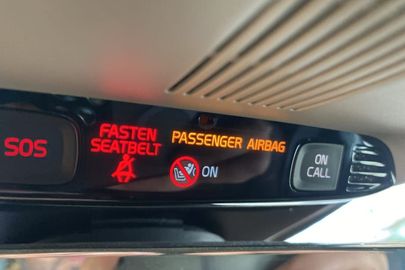 SOS
FASTEN
SEATBELT
PASSENGER AIRBAG
ON
ON
CALL